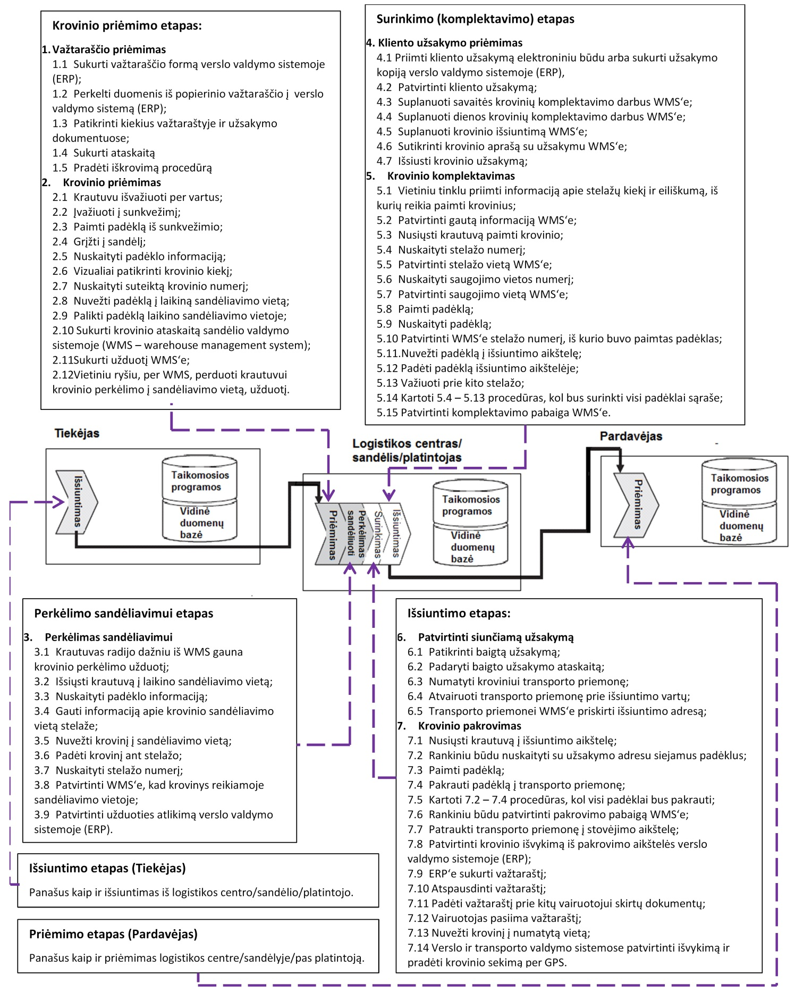 Krovinio priėmimo etapas:
1. Važtaraščio priėmimas
1.1 Sukurti važtaraščio formą verslo valdymo sistemoje
(ERP);
1.2 Perkelti duomenis iš popierinio važtaraščio į verslo
valdymo sistemą (ERP);
1.3 Patikrinti kiekius važtaraštyje ir užsakymo
dokumentuose;
1.4 Sukurti ataskaitą
1.5 Pradėti iškrovimą procedūrą
2. Krovinio priėmimas
2.1 Krautuvu išvažiuoti per vartus;
2.2 Įvažiuoti į sunkvežimį;
2.3 Paimti padėklą iš sunkvežimio;
2.4 Grįžti į sandėlį;
2.5 Nuskaityti padėklo informaciją;
2.6 Vizualiai patikrinti krovinio kiekį;
2.7 Nuskaityti suteiktą krovinio numerį;
2.8 Nuvežti padėklą į laikiną sandėliavimo vietą;
2.9 Palikti padėklą laikino sandėliavimo vietoje;
2.10 Sukurti krovinio ataskaitą sandėlio valdymo
sistemoje (WMS – warehouse management system);
2.11Sukurti užduotį WMS‘e;
2.12Vietiniu ryšiu, per WMS, perduoti krautuvui
krovinio perkėlimo į sandėliavimo vietą, užduotį.
Surinkimo (komplektavimo) etapas
4. Kliento užsakymo priėmimas
4.1 Priimti kliento užsakymą elektroniniu būdu arba sukurti užsakymo
kopiją verslo valdymo sistemoje (ERP),
4.2 Patvirtinti kliento užsakymą;
4.3 Suplanuoti savaitės krovinių komplektavimo darbus WMS‘e;
4.4 Suplanuoti dienos krovinių komplektavimo darbus WMS‘e;
4.5 Suplanuoti krovinio išsiuntimą WMS‘e;
4.6 Sutikrinti krovinio aprašą su užsakymu WMS‘e;
4.7 Išsiusti krovinio užsakymą;
5. Krovinio komplektavimas
5.1 Vietiniu tinklu priimti informaciją apie stelažų kiekį ir eiliškumą, iš
kurių reikia paimti krovinius;
5.2 Patvirtinti gautą informaciją WMS‘e;
5.3 Nusiųsti krautuvą paimti krovinio;
5.4 Nuskaityti stelažo numerį;
5.5 Patvirtinti stelažo vietą WMS‘e;
5.6 Nuskaityti saugojimo vietos numerį;
5.7 Patvirtinti saugojimo vietą WMS‘e;
5.8 Paimti padėklą;
5.9 Nuskaityti padėklą;
5.10 Patvirtinti WMS‘e stelažo numerį, iš kurio buvo paimtas padėklas;
5.11.Nuvežti padėklą į išsiuntimo aikštelę;
5.12 Padėti padėklą išsiuntimo aikštelėje;
5.13 Važiuoti prie kito stelažo;
5.14 Kartoti 5.4 – 5.13 procedūras, kol bus surinkti visi padėklai sąraše;
5.15 Patvirtinti komplektavimo pabaiga WMS‘e.
Tiekėjas
Išsiuntimas
Taikomosios
programos
Vidinė
duomenų
bazė
Logistikos centras/
sandėlis/platintojas
Priėmimas
Perkėlimas
sandėliuoti
Surinkimas
Išsiuntimas
Taikomosios
programos
Vidinė
duomenų
bazė
Pardavėjas
Priėmimas
Taikomosios
programos
Vidinė
duomenų
bazė
Perkėlimo sandėliavimui etapas
3. Perkėlimas sandėliavimui
3.1 Krautuvas radijo dažniu iš WMS gauna
krovinio perkėlimo užduotį;
3.2 Išsiųsti krautuvą į laikino sandėliavimo vietą;
3.3 Nuskaityti padėklo informaciją;
3.4 Gauti informaciją apie krovinio sandėliavimo
vietą stelaže;
3.5 Nuvežti krovinį į sandėliavimo vietą;
3.6 Padėti krovinį ant stelažo;
3.7 Nuskaityti stelažo numerį;
3.8 Patvirtinti WMS‘e, kad krovinys reikiamoje
sandėliavimo vietoje;
3.9 Patvirtinti užduoties atlikimą verslo valdymo
sistemoje (ERP).
Išsiuntimo etapas (Tiekėjas)
Panašus kaip ir išsiuntimas iš logistikos centro/sandėlio/platintojo.
Priėmimo etapas (Pardavėjas)
Panašus kaip ir priėmimas logistikos centre/sandėlyje/pas platintoją.
Išsiuntimo etapas:
6. Patvirtinti siunčiamą užsakymą
6.1 Patikrinti baigtą užsakymą;
6.2 Padaryti baigto užsakymo ataskaitą;
6.3 Numatyti kroviniui transporto priemonę;
6.4 Atvairuoti transporto priemonę prie išsiuntimo vartų;
6.5 Transporto priemonei WMS‘e priskirti išsiuntimo adresą;
7. Krovinio pakrovimas
7.1 Nusiųsti krautuvą į išsiuntimo aikštelę;
7.2 Rankiniu būdu nuskaityti su užsakymo adresu siejamus padėklus;
7.3 Paimti padėklą;
7.4 Pakrauti padėklą į transporto priemonę;
7.5 Kartoti 7.2 – 7.4 procedūras, kol visi padėklai bus pakrauti;
7.6 Rankiniu būdu patvirtinti pakrovimo pabaigą WMS‘e;
7.7 Patraukti transporto priemonę į stovėjimo aikštelę;
7.8 Patvirtinti krovinio išvykimą iš pakrovimo aikštelės verslo
valdymo sistemoje (ERP);
7.9 ERP‘e sukurti važtaraštį;
7.10 Atspausdinti važtaraštį;
7.11 Padėti važtaraštį prie kitų vairuotojui skirtų dokumentų;
7.12 Vairuotojas pasiima važtaraštį;
7.13 Nuvežti krovinį į numatytą vietą;
7.14 Verslo ir transporto valdymo sistemose patvirtinti išvykimą ir
pradėti krovinio sekimą per GPS.